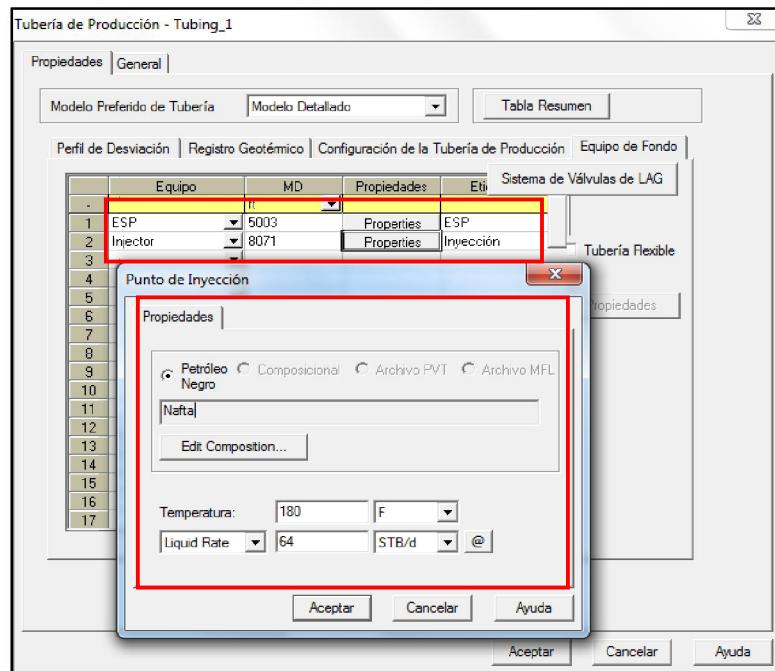 Tubería de Producción - Tubing_1
Propiedades General
Modelo Preferido de Tubería Modelo Detallado Tabla Resumen
Perfil de Desviación Registro Geotérmico Configuración de la Tubería de Producción Equipo de Fondo
Sistema de Válvulas de LAG
Equipo MD Propiedades
- ft
1 ESP 5003 Properties ESP
2 Injector 8071 Properties Inyección
Tubería Flexible
3
4
5
6
7
8
9
10
11
12
13
14
15
16
17
Punto de Inyección
Propiedades
Petróleo Negro Composicional Archivo PVT Archivo MFL
Nafta
Edit Composition...
Temperatura: 180 F
Liquid Rate 64 STB/d @
Aceptar Cancelar Ayuda
Aceptar Cancelar Ayuda